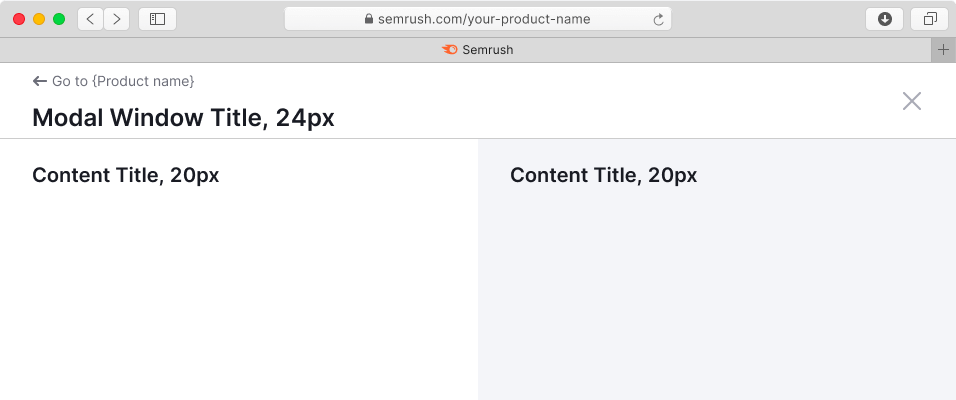 semrush.com/your-product-name
Semrush
Go to {Product name}
Modal Window Title, 24px
Content Title, 20px
Content Title, 20px